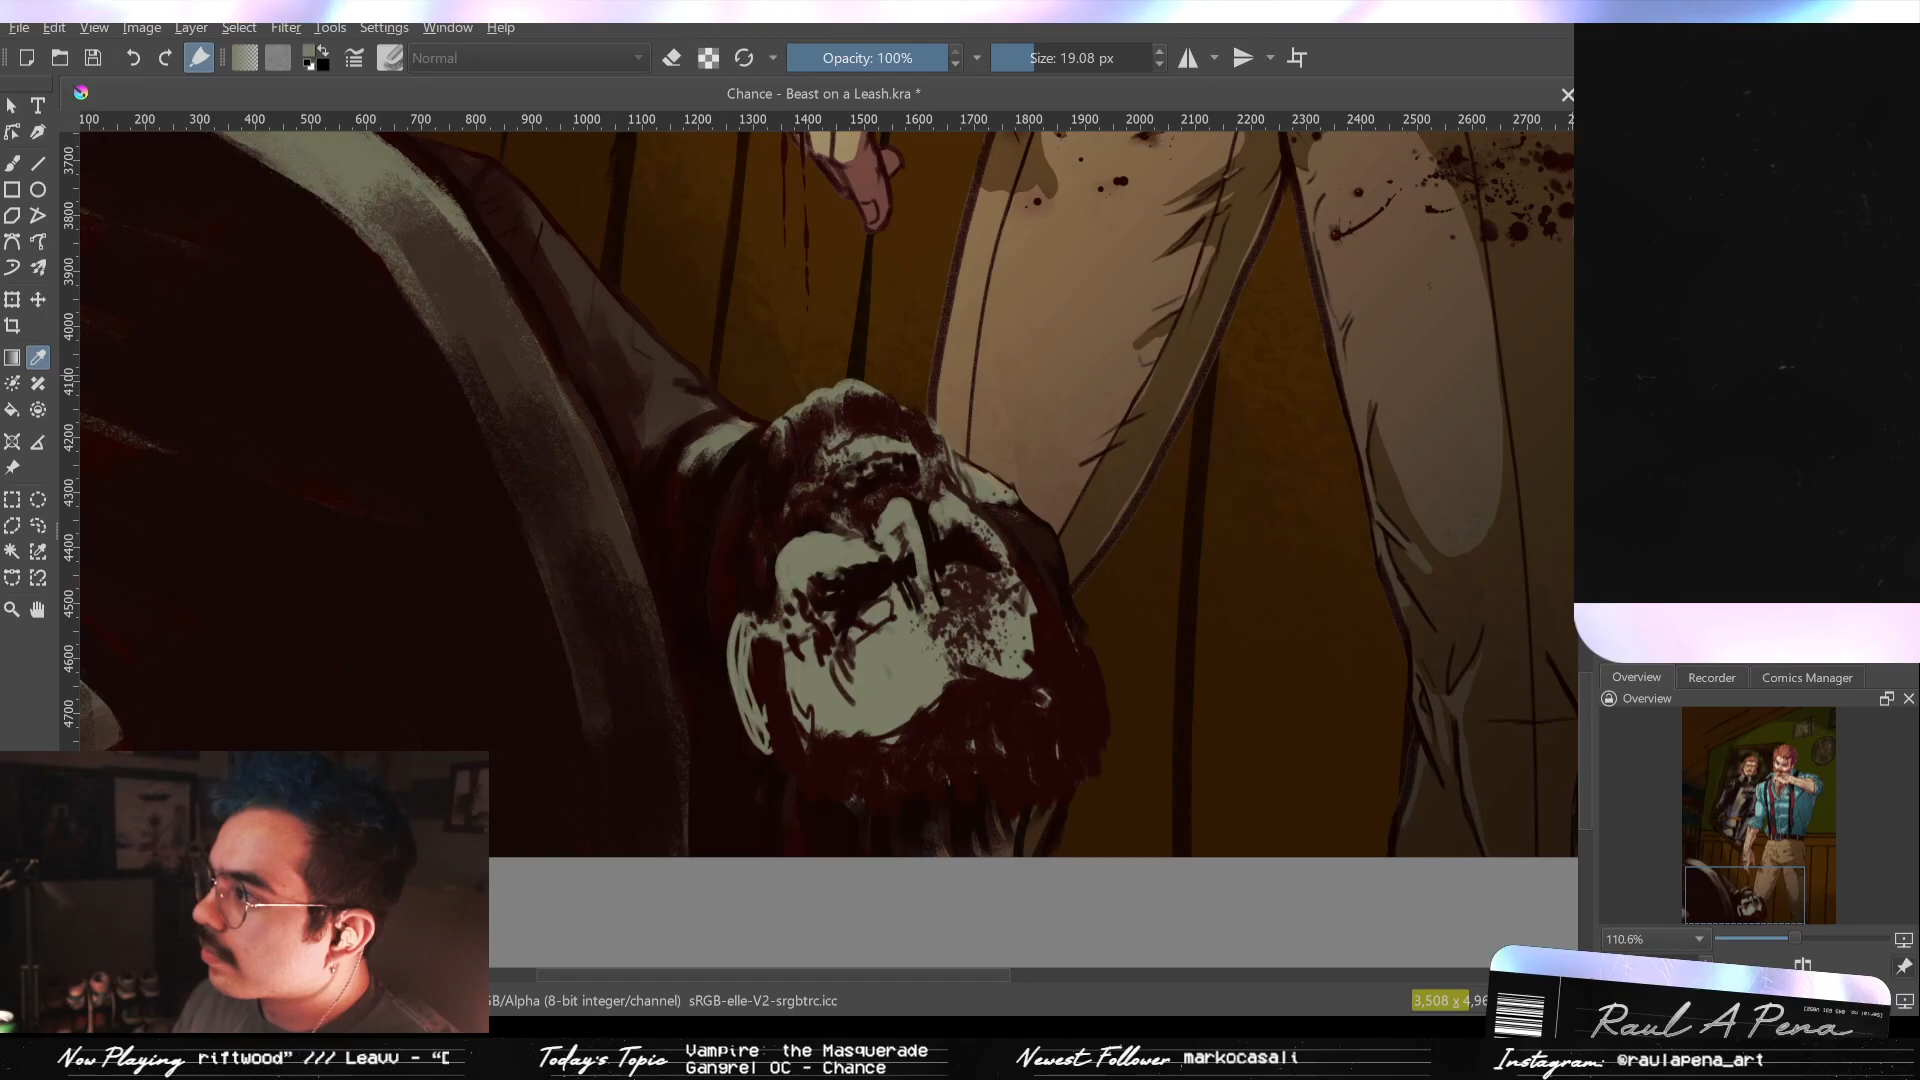 File Edit View Image Layer Select Filter Tools Settings Window Help
Normal Opacity: 100% Size: 19.08 px
Chance - Beast on a Leash.kra *
100 200 300 400 500 600 700 800 900 1000 1100 1200 1300 1400 1500 1600 1700 1800 1900 2000 2100 2200 2300 2400 2500 2600 2700
3700
3800
3900
4000
4100
4200
4300
4400
4500
4600
4700
Overview Recorder Comics Manager
Overview
110.6%
GB/Alpha (8-bit integer/channel) sRGB-elle-V2-srgbtrc.icc
3,508 x 4,96
Raul A Pena
Now Playing riftwood" /// Leavv - "D
Today's Topic Vampire: the Masquerade
Gangrel OC - Chance
Newest Follower markocasali
Instagram: @raulapena_art